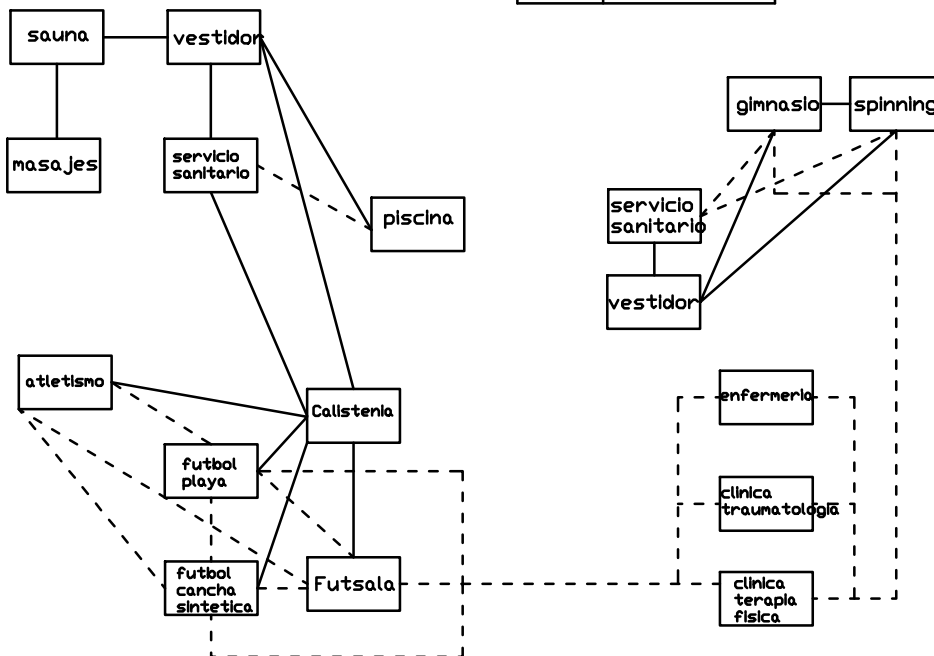 sauna
vestidor
gimnasio
spinning
masajes
servicio
sanitario
piscina
servicio
sanitario
vestidor
atletismo
Calistenia
enfermeria
futbol
playa
clinica
traumatologia
futbol
cancha
sintetica
Futsala
clinica
terapia
fisica